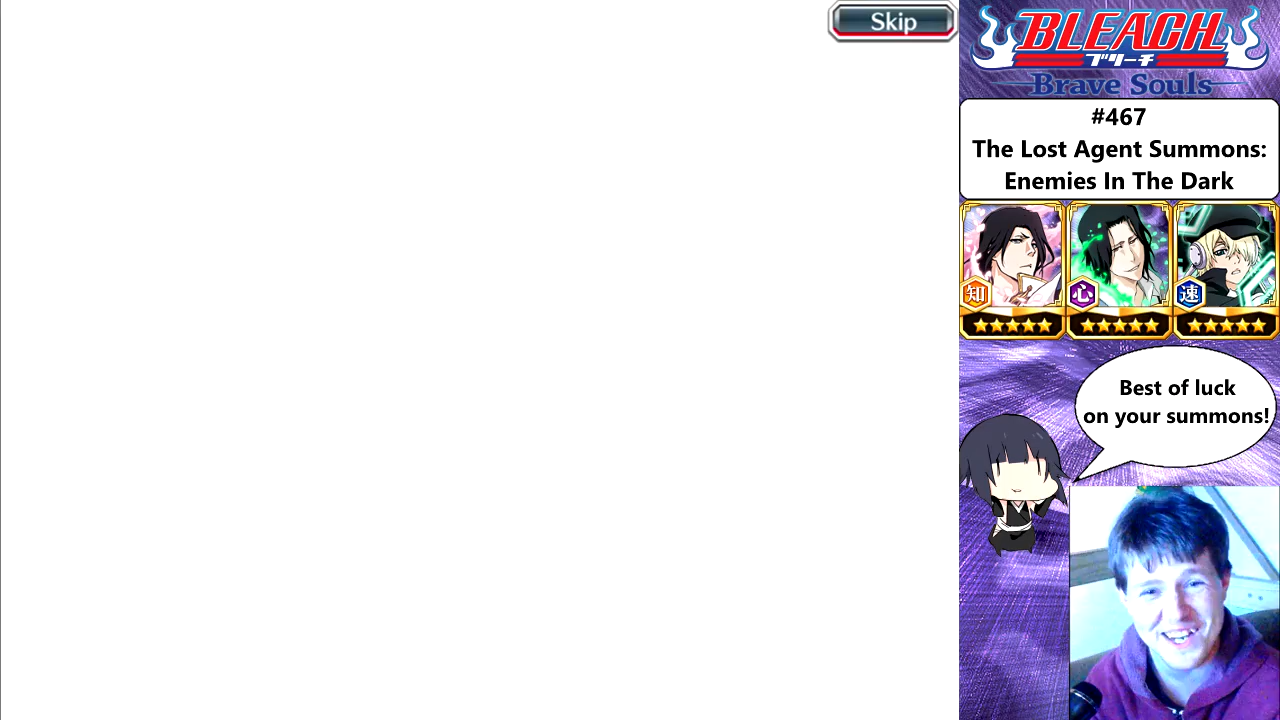 Skip
BLEACH
ブリーチ
Brave Souls
#467
The Lost Agent Summons:
Enemies In The Dark
知
心
速
Best of luck
on your summons!